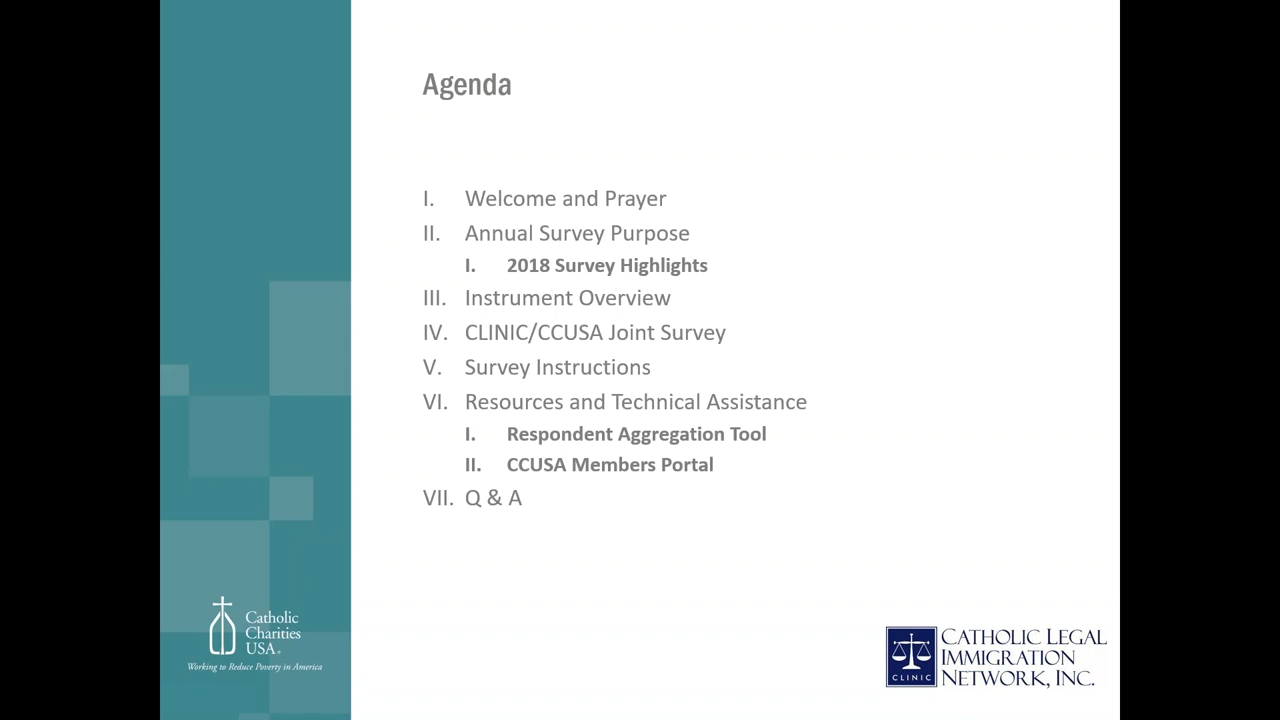 Agenda
I. Welcome and Prayer
II. Annual Survey Purpose
I. 2018 Survey Highlights
III. Instrument Overview
IV. CLINIC/CCUSA Joint Survey
V. Survey Instructions
VI. Resources and Technical Assistance
I. Respondent Aggregation Tool
II. CCUSA Members Portal
VII. Q & A
Catholic
Charities
USA®
Working to Reduce Poverty in America
CLINIC
CATHOLIC LEGAL
IMMIGRATION
NETWORK, INC.